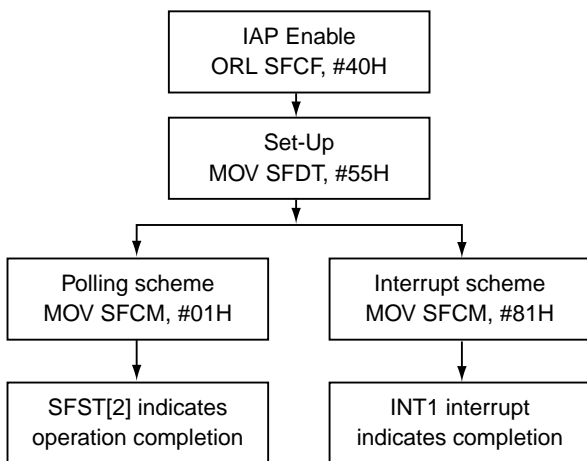 IAP Enable
ORL SFCF, #40H
Set-Up
MOV SFDT, #55H
Polling scheme
MOV SFCM, #01H
Interrupt scheme
MOV SFCM, #81H
SFST[2] indicates
operation completion
INT1 interrupt
indicates completion